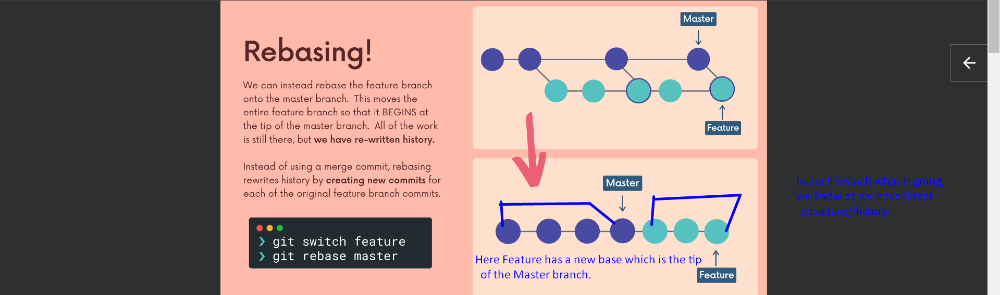 Rebasing!
We can instead rebase the feature branch
onto the master branch. This moves the
entire feature branch so that it BEGINS at
the tip of the master branch. All of the work
is still there, but we have re-written history.
Instead of using a merge commit, rebasing
rewrites history by creating new commits for
each of the original feature branch commits.
❯ git switch feature
❯ git rebase master
Master
Feature
Master
Here Feature has a new base which is the tip
of the Master branch.
Feature
In each branch what is going,
we know as we have linear
structure/history.